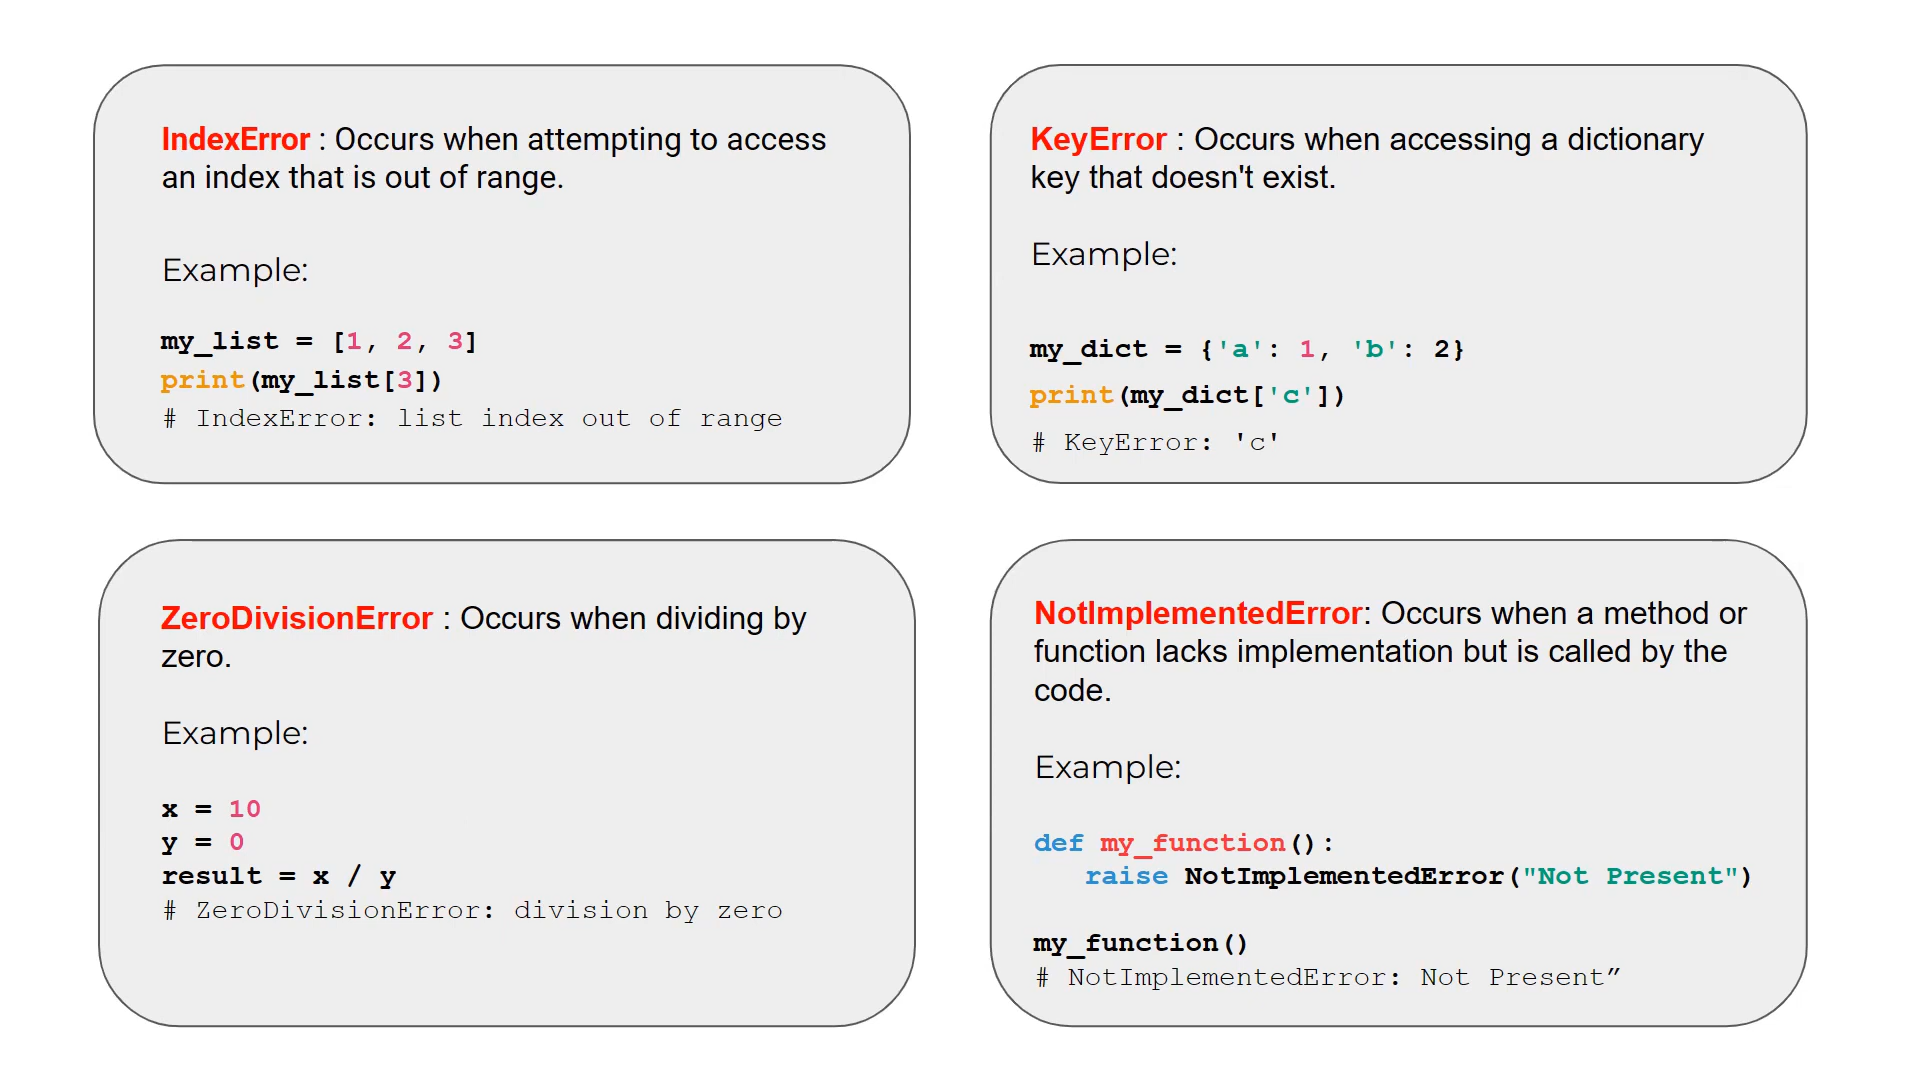 IndexError : Occurs when attempting to access
an index that is out of range.
Example:
my_list = [1, 2, 3]
print(my_list[3])
# IndexError: list index out of range
KeyError : Occurs when accessing a dictionary
key that doesn't exist.
Example:
my_dict = {'a': 1, 'b': 2}
print(my_dict['c'])
# KeyError: 'c'
ZeroDivisionError : Occurs when dividing by
zero.
Example:
x = 10
y = 0
result = x / y
# ZeroDivisionError: division by zero
NotImplementedError: Occurs when a method or
function lacks implementation but is called by the
code.
Example:
def my_function():
   raise NotImplementedError("Not Present")
my_function()
# NotImplementedError: Not Present”